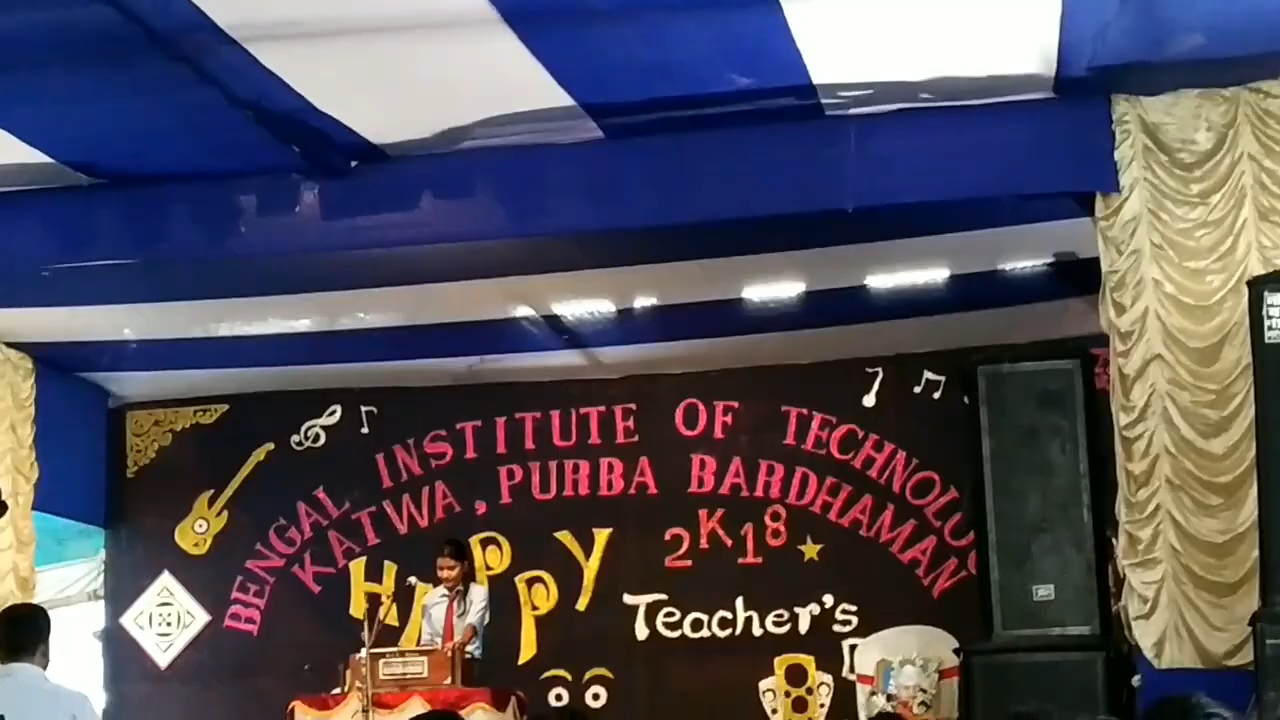 BENGAL INSTITUTE OF TECHNOLO
KATWA, PURBA BARDHAMAN
HAPPY 2K18
Teacher's